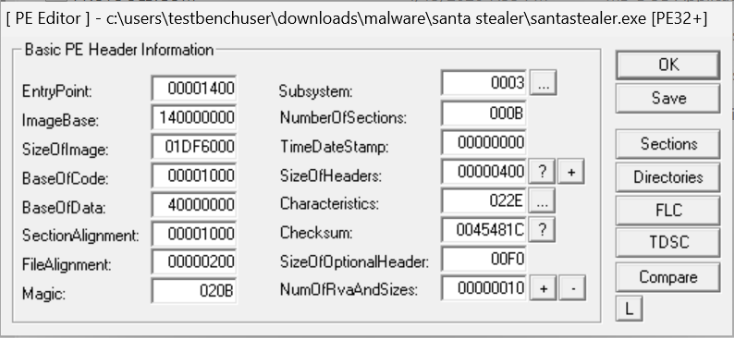 [ PE Editor ] - c:\users\testbenchuser\downloads\malware\santa stealer\santastealer.exe [PE32+]
Basic PE Header Information
EntryPoint: 00001400
ImageBase: 140000000
SizeOfImage: 01DF6000
BaseOfCode: 00001000
BaseOfData: 40000000
SectionAlignment: 00001000
FileAlignment: 00000200
Magic: 020B
Subsystem: 0003 ...
NumberOfSections: 000B
TimeDateStamp: 00000000
SizeOfHeaders: 00000400 ? +
Characteristics: 022E ...
Checksum: 0045481C ?
SizeOfOptionalHeader: 00F0
NumOfRvaAndSizes: 00000010 + -
OK
Save
Sections
Directories
FLC
TDSC
Compare
L